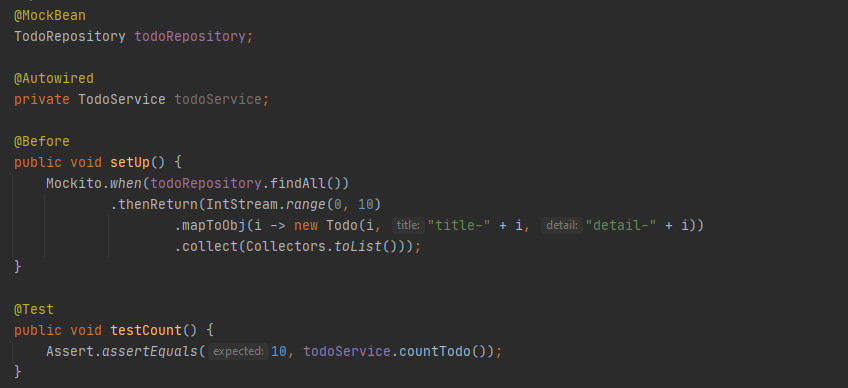 @MockBean
TodoRepository todoRepository;
@Autowired
private TodoService todoService;
@Before
public void setUp() {
Mockito.when(todoRepository.findAll())
.thenReturn(IntStream.range(0, 10)
.mapToObj(i -> new Todo(i, title: "title-" + i, detail: "detail-" + i))
.collect(Collectors.toList()));
}
@Test
public void testCount() {
Assert.assertEquals( expected: 10, todoService.countTodo());
}